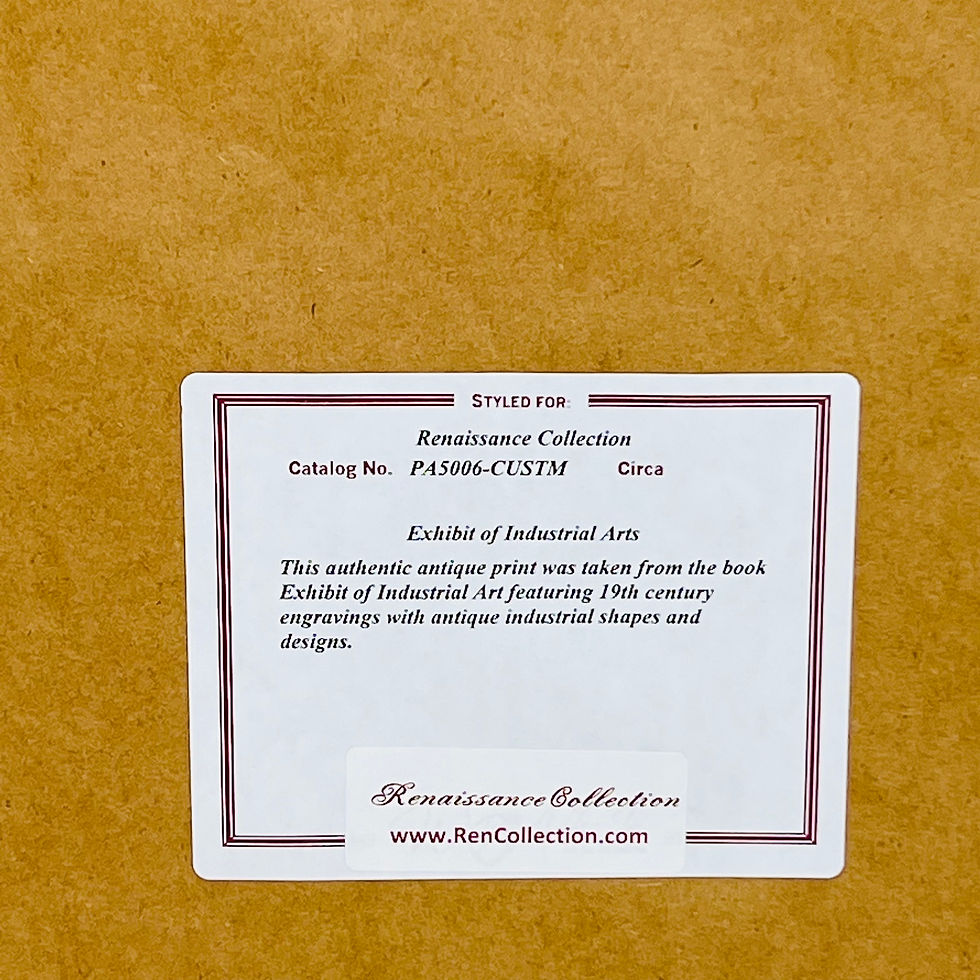 STYLED FOR:
Renaissance Collection
Catalog No. PA5006-CUSTM Circa
Exhibit of Industrial Arts
This authentic antique print was taken from the book
Exhibit of Industrial Art featuring 19th century
engravings with antique industrial shapes and
designs.
Renaissance Collection
www.RenCollection.com